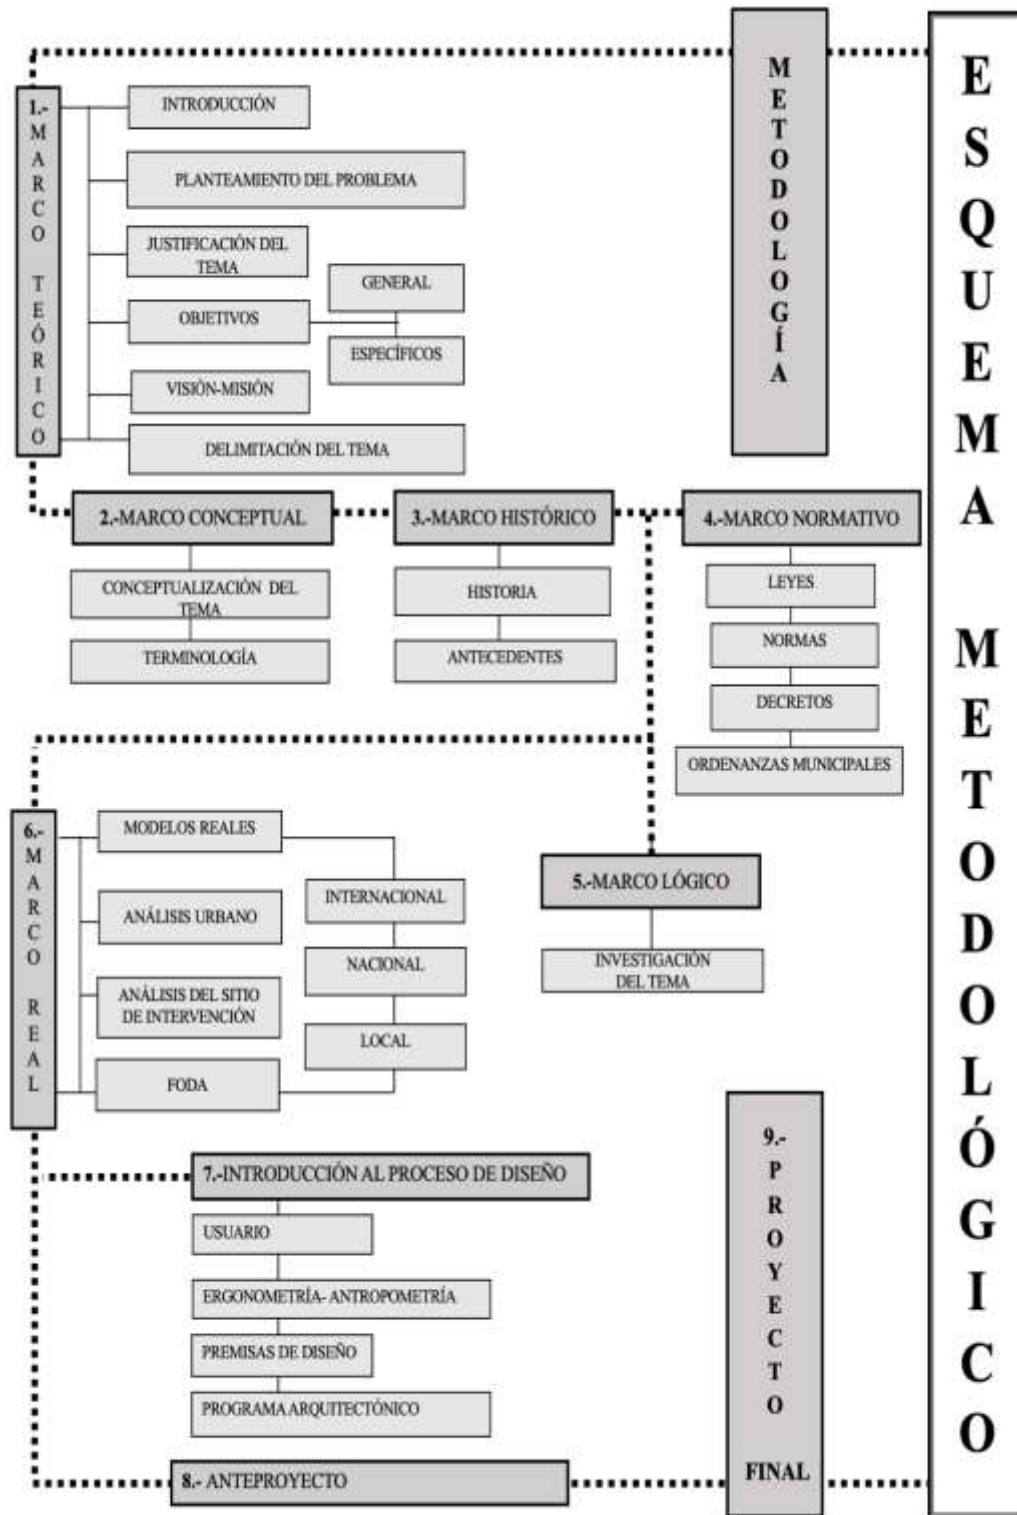 ESQUEMA METODOLÓGICO
METODOLOGÍA
1.-MARCO TEÓRICO
INTRODUCCIÓN
PLANTEAMIENTO DEL PROBLEMA
JUSTIFICACIÓN DEL
TEMA
OBJETIVOS
GENERAL
ESPECÍFICOS
VISIÓN-MISIÓN
DELIMITACIÓN DEL TEMA
2.-MARCO CONCEPTUAL
CONCEPTUALIZACIÓN DEL
TEMA
TERMINOLOGÍA
3.-MARCO HISTÓRICO
HISTORIA
ANTECEDENTES
4.-MARCO NORMATIVO
LEYES
NORMAS
DECRETOS
ORDENANZAS MUNICIPALES
5.-MARCO LÓGICO
INVESTIGACIÓN
DEL TEMA
6.-MARCO REAL
MODELOS REALES
ANÁLISIS URBANO
ANÁLISIS DEL SITIO
DE INTERVENCIÓN
FODA
INTERNACIONAL
NACIONAL
LOCAL
7.-INTRODUCCIÓN AL PROCESO DE DISEÑO
USUARIO
ERGONOMETRÍA- ANTROPOMETRÍA
PREMISAS DE DISEÑO
PROGRAMA ARQUITECTÓNICO
8.- ANTEPROYECTO
9.-PROYECTO
FINAL